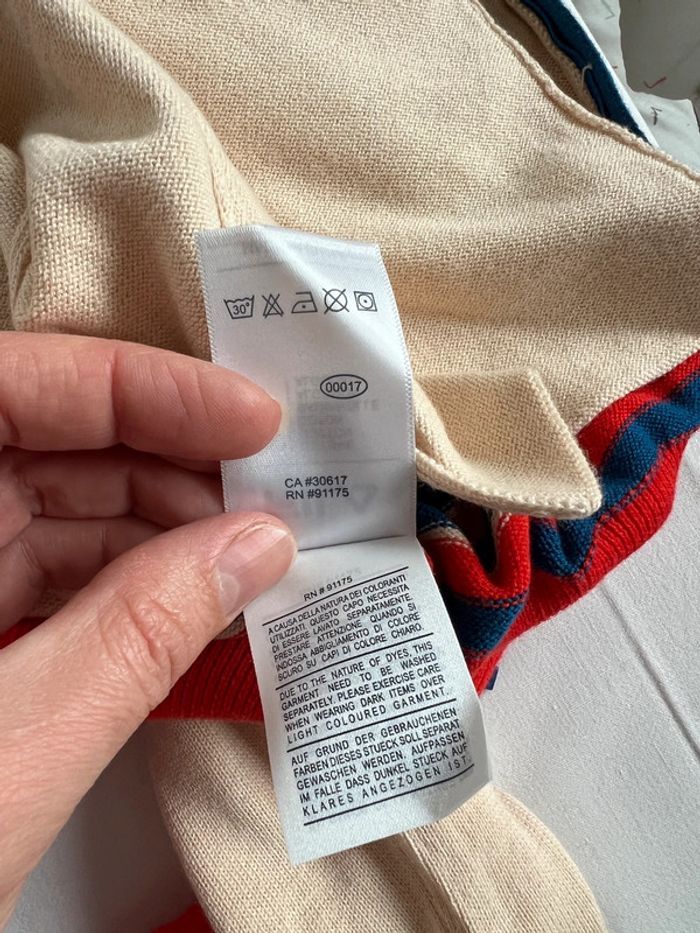 30°
00017
CA #30617
RN #91175
RN # 91175
A CAUSA DELLA NATURA DEI COLORANTI
UTILIZZATI, QUESTO CAPO NECESSITA
DI ESSERE LAVATO SEPARATAMENTE.
PRESTARE ATTENZIONE QUANDO SI
INDOSSA ABBIGLIAMENTO DI COLORE
SCURO SU CAPI DI COLORE CHIARO.
DUE TO THE NATURE OF DYES, THIS
GARMENT NEED TO BE WASHED
SEPARATELY. PLEASE EXERCISE CARE
WHEN WEARING DARK ITEMS OVER
LIGHT COLOURED GARMENT.
AUF GRUND DER GEBRAUCHENEN
FARBEN DIESES STUECK SOLL SEPARAT
GEWASCHEN WERDEN. AUFPASSEN
IM FALLE DAS DUNKEL STUECK AUF
KLARES ANGEZOGEN IST.